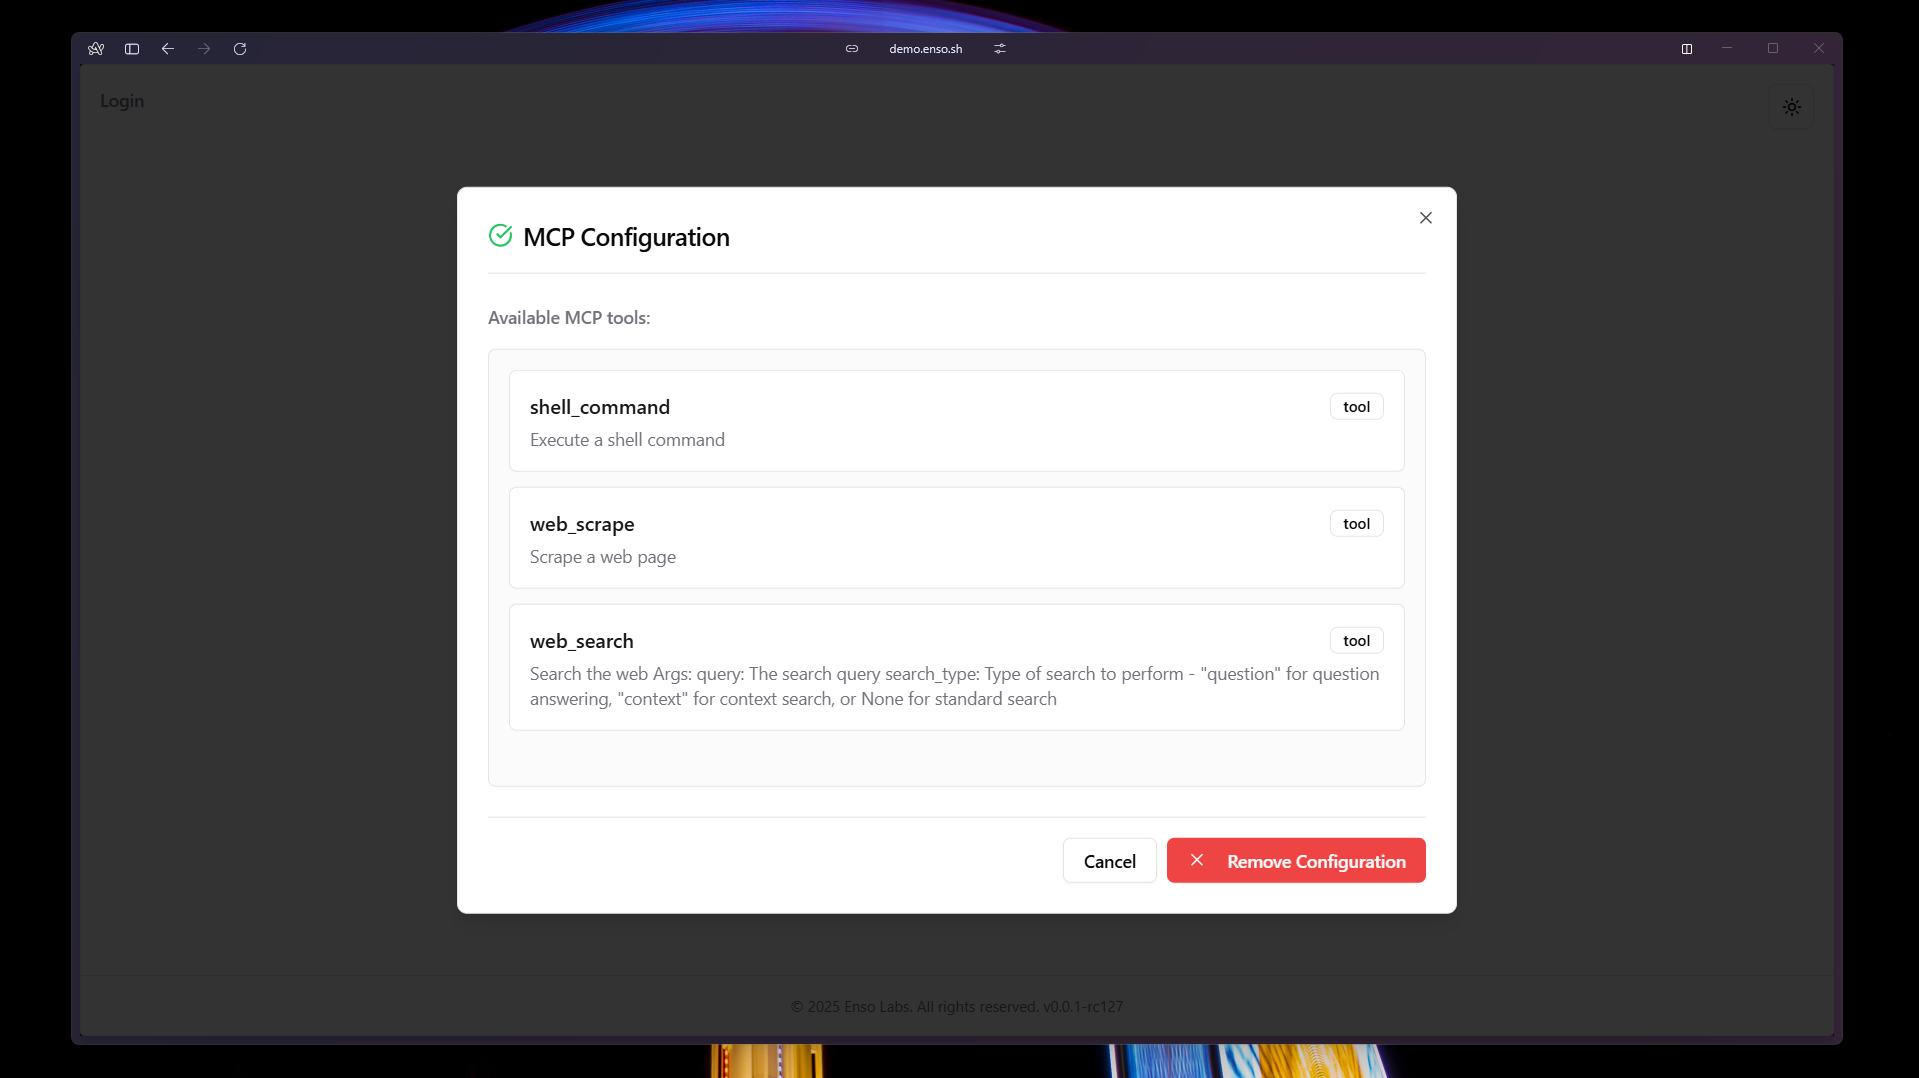 demo.enso.sh
Login
MCP Configuration
Available MCP tools:
shell_command
tool
Execute a shell command
web_scrape
tool
Scrape a web page
web_search
tool
Search the web Args: query: The search query search_type: Type of search to perform - "question" for question
answering, "context" for context search, or None for standard search
Cancel
Remove Configuration
© 2025 Enso Labs. All rights reserved. v0.0.1-rc127